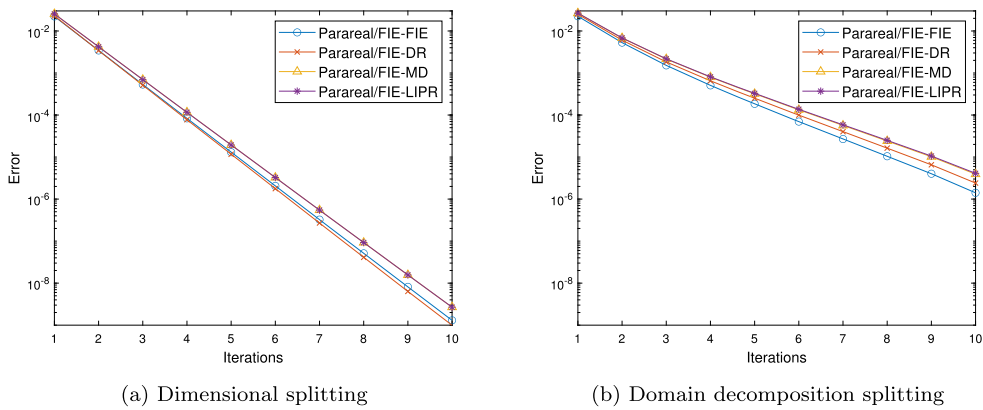 Parareal/FIE-FIE
Parareal/FIE-DR
Parareal/FIE-MD
Parareal/FIE-LIPR
10^-2
10^-4
10^-6
10^-8
Error
1 2 3 4 5 6 7 8 9 10
Iterations
(a) Dimensional splitting
Parareal/FIE-FIE
Parareal/FIE-DR
Parareal/FIE-MD
Parareal/FIE-LIPR
10^-2
10^-4
10^-6
10^-8
Error
1 2 3 4 5 6 7 8 9 10
Iterations
(b) Domain decomposition splitting